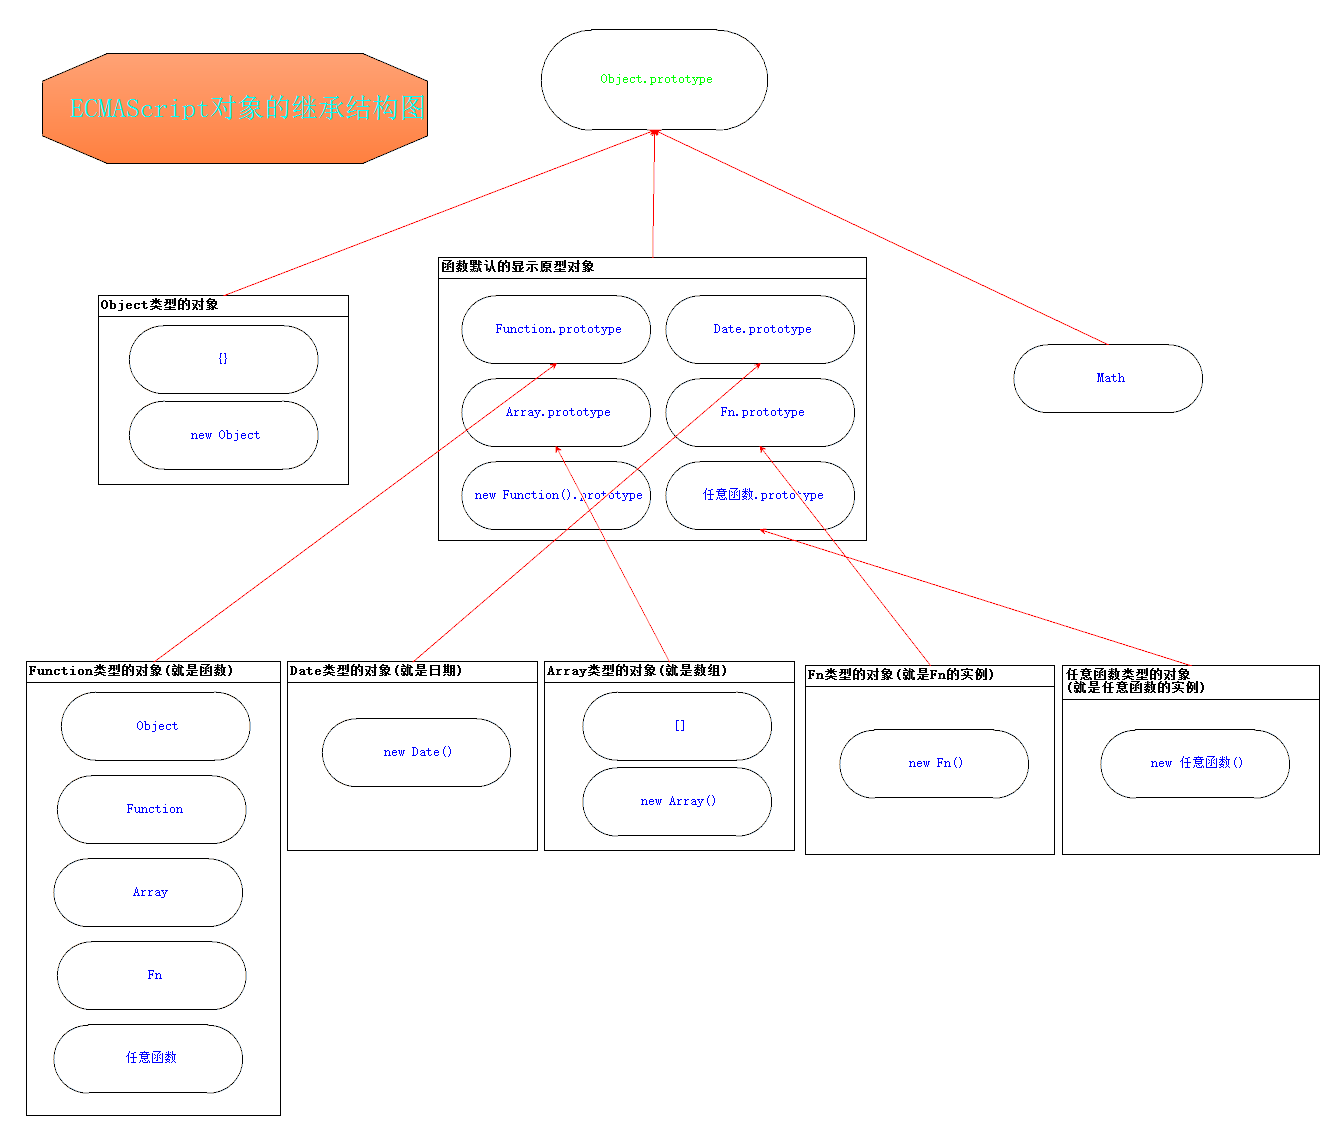 Object.prototype
ECMAScript对象的继承结构图
函数默认的显示原型对象
Object类型的对象
Function.prototype
Date.prototype
{}
Math
Array.prototype
Fn.prototype
new Object
new Function().prototype
任意函数.prototype
Function类型的对象(就是函数)
Date类型的对象(就是日期)
Array类型的对象(就是数组)
Fn类型的对象(就是Fn的实例)
任意函数类型的对象
(就是任意函数的实例)
Object
[]
new Date()
new Fn()
new 任意函数()
Function
new Array()
Array
Fn
任意函数